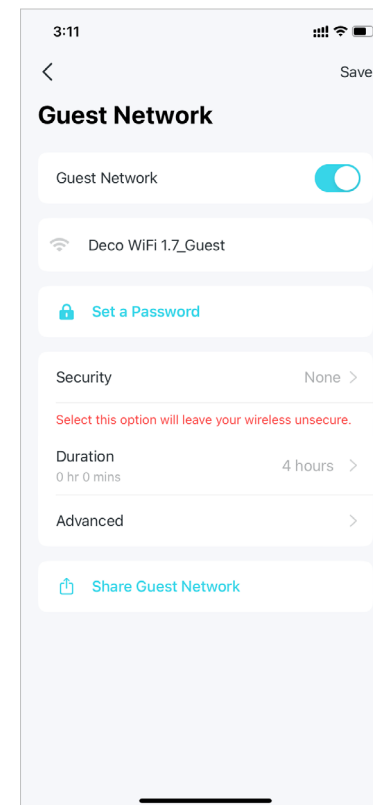 3:11
Save
Guest Network
Guest Network
Deco WiFi 1.7_Guest
Set a Password
Security None
Select this option will leave your wireless unsecure.
Duration 4 hours
0 hr 0 mins
Advanced
Share Guest Network